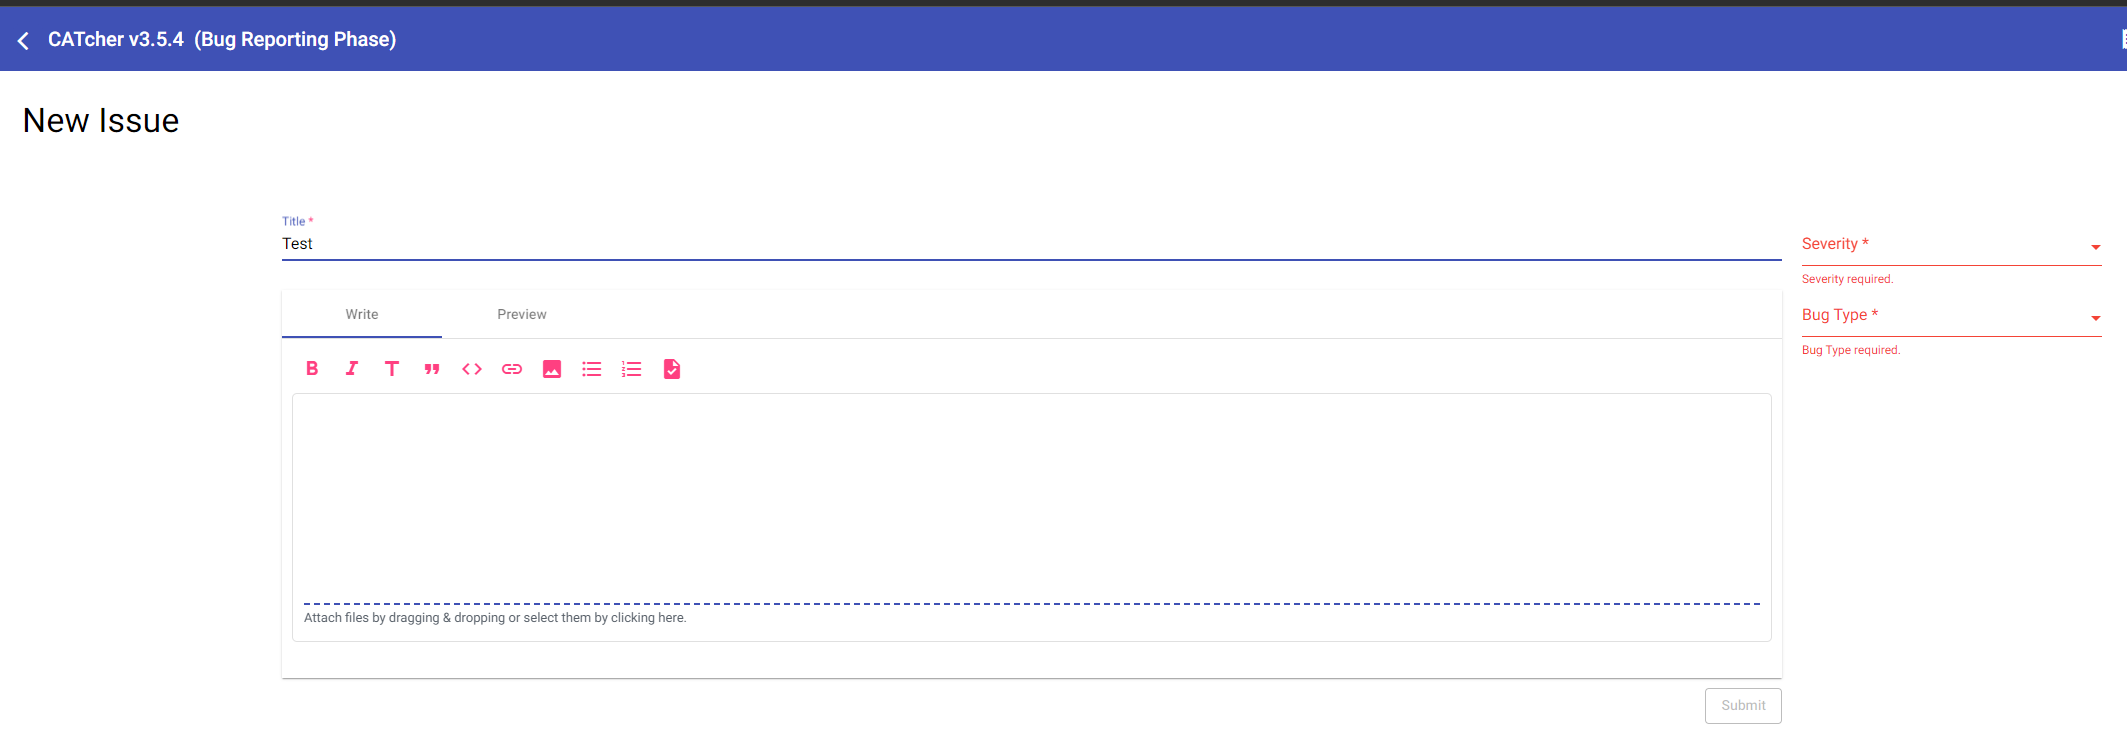 CATcher v3.5.4 (Bug Reporting Phase)
New Issue
Title *
Test
Severity *
Severity required.
Write
Preview
Bug Type *
Bug Type required.
Attach files by dragging & dropping or select them by clicking here.
Submit